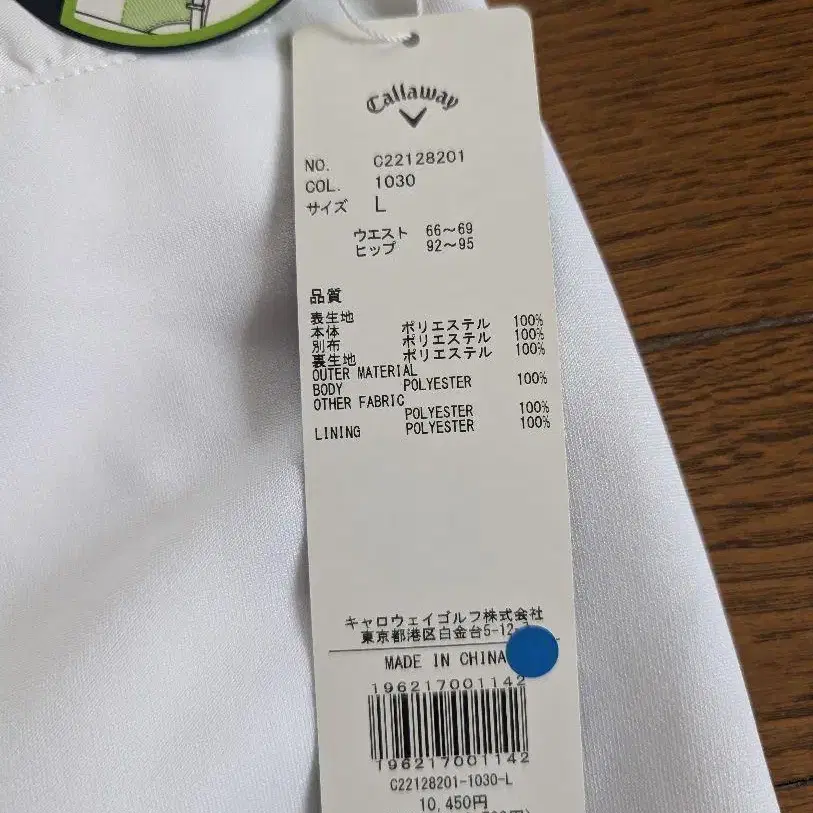 Callaway
NO. C22128201
COL. 1030
サイズ L
ウエスト 66～69
ヒップ 92～95
品質
表生地
本体 ポリエステル 100%
別布 ポリエステル 100%
裏生地 ポリエステル 100%
OUTER MATERIAL
BODY POLYESTER 100%
OTHER FABRIC
POLYESTER 100%
LINING POLYESTER 100%
キャロウェイゴルフ株式会社
東京都港区白金台5-12-
MADE IN CHINA
196217001142
196217001142
C22128201-1030-L
10,450円